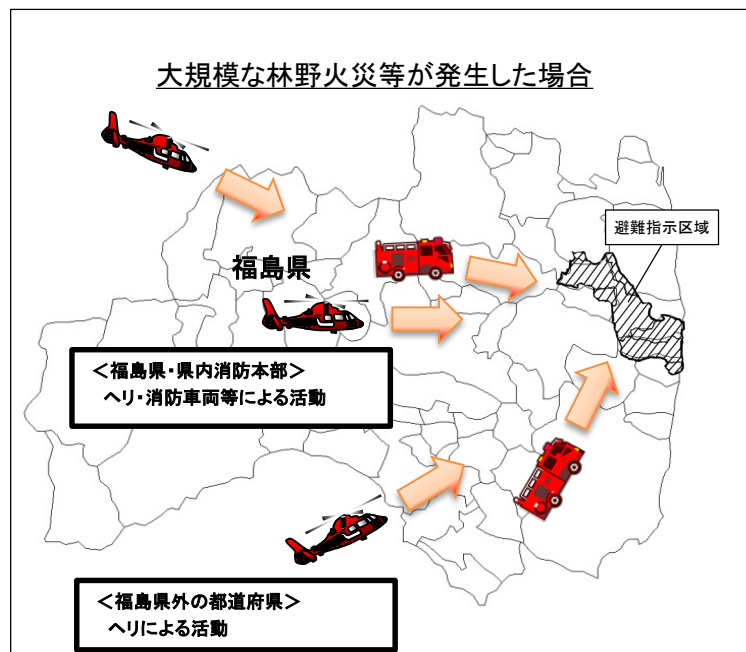 大規模な林野火災等が発生した場合
避難指示区域
福島県
＜福島県・県内消防本部＞
ヘリ・消防車両等による活動
＜福島県外の都道府県＞
ヘリによる活動